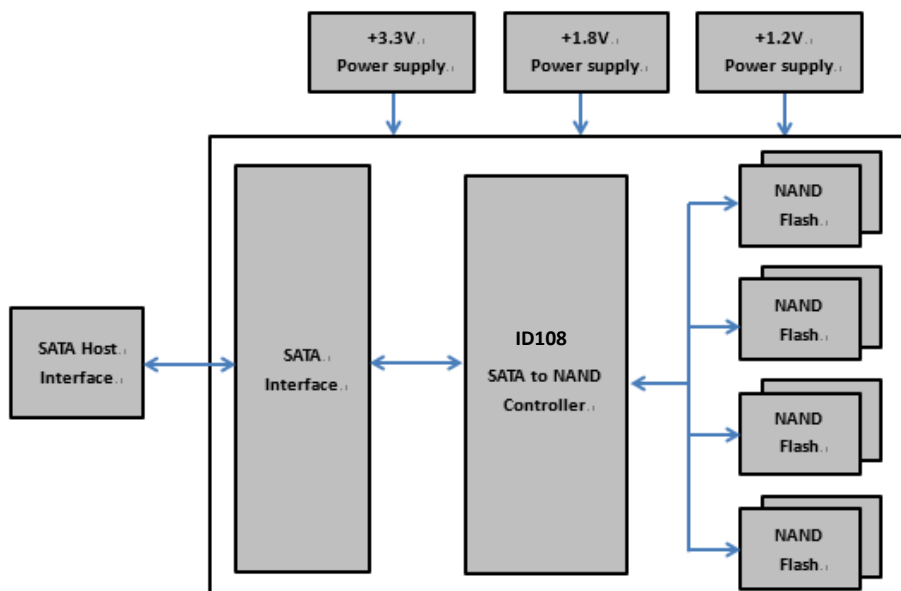 +3.3V
Power supply
+1.8V
Power supply
+1.2V
Power supply
SATA Host
Interface
SATA
Interface
ID108
SATA to NAND
Controller
NAND
Flash
NAND
Flash
NAND
Flash
NAND
Flash